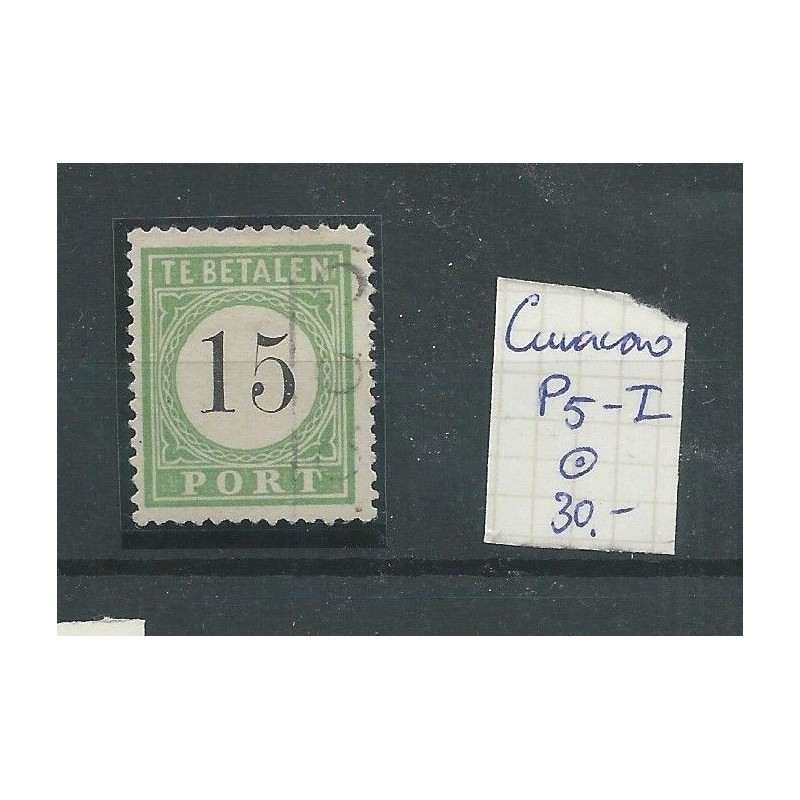 TE BETALEN
15
PORT
Curacao
P5-I
30.-